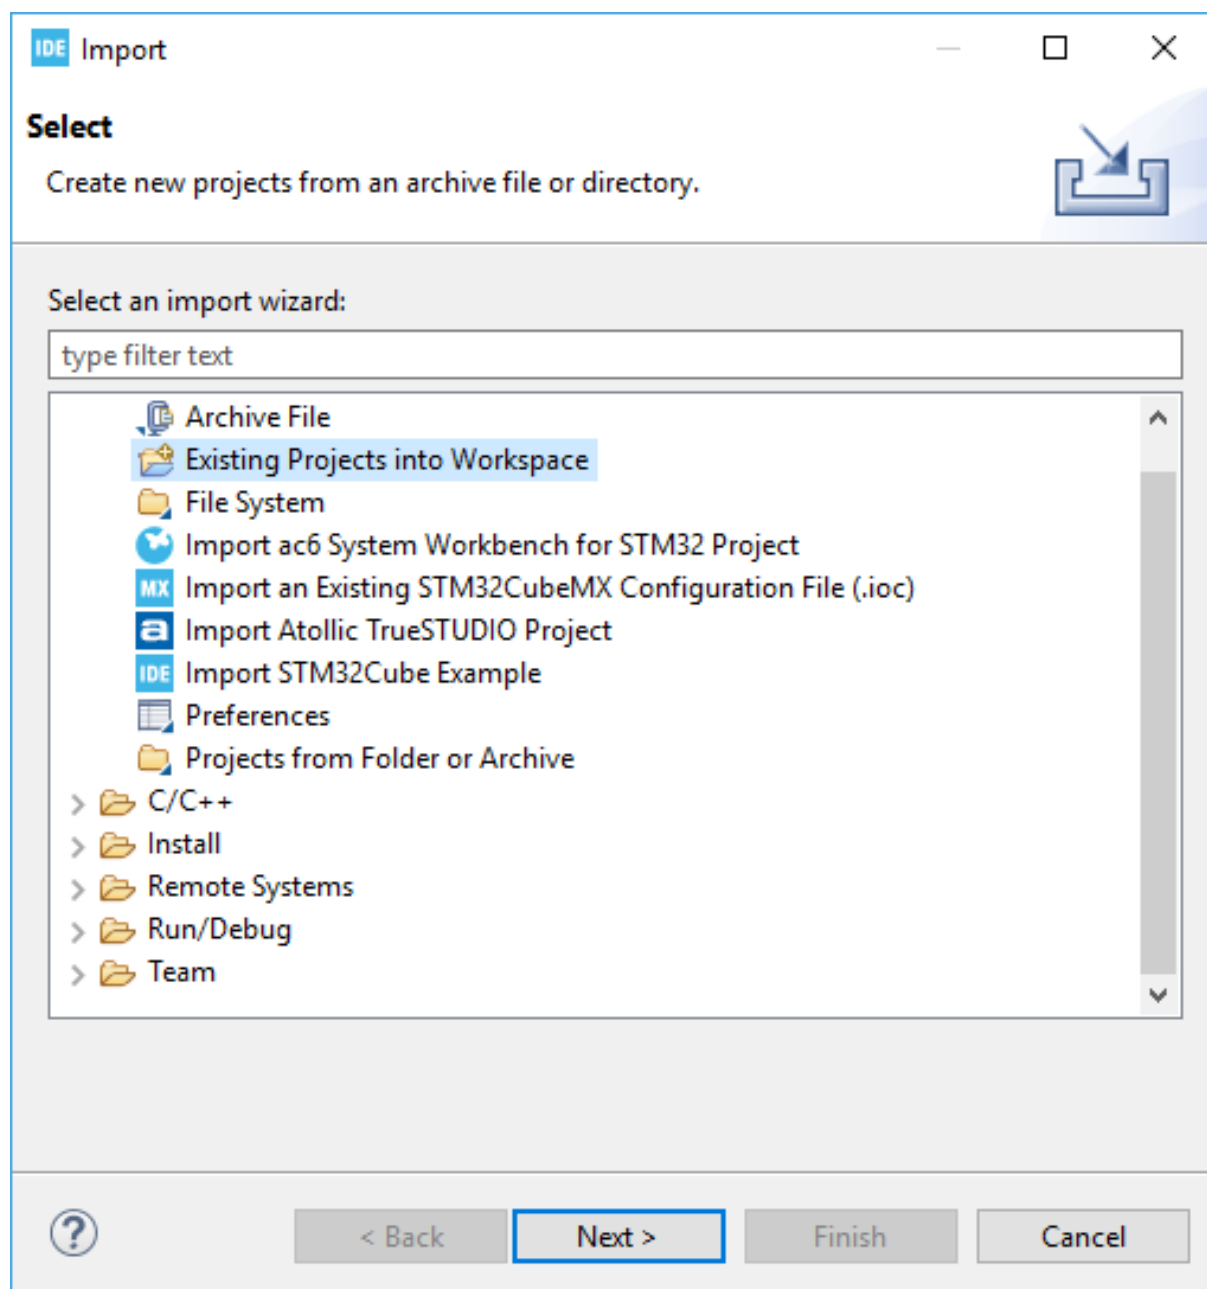 IDE Import
Select
Create new projects from an archive file or directory.
Select an import wizard:
type filter text
Archive File
Existing Projects into Workspace
File System
Import ac6 System Workbench for STM32 Project
MX Import an Existing STM32CubeMX Configuration File (.ioc)
a Import Atollic TrueSTUDIO Project
IDE Import STM32Cube Example
Preferences
Projects from Folder or Archive
C/C++
Install
Remote Systems
Run/Debug
Team
? < Back Next > Finish Cancel